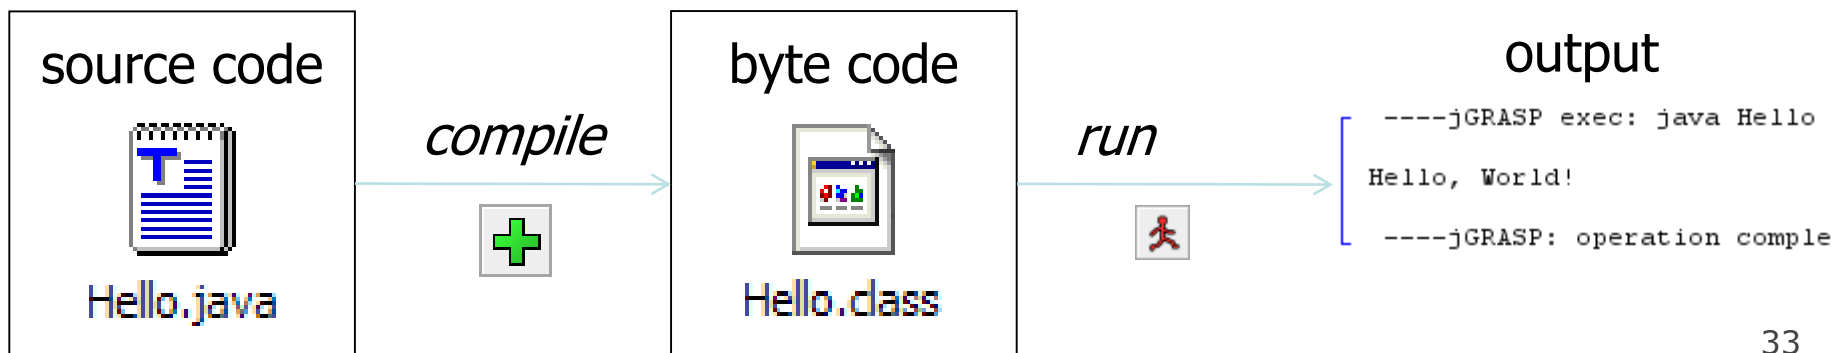 source code
Hello.java
compile
byte code
Hello.class
run
output
----jGRASP exec: java Hello
Hello, World!
----jGRASP: operation comple
33